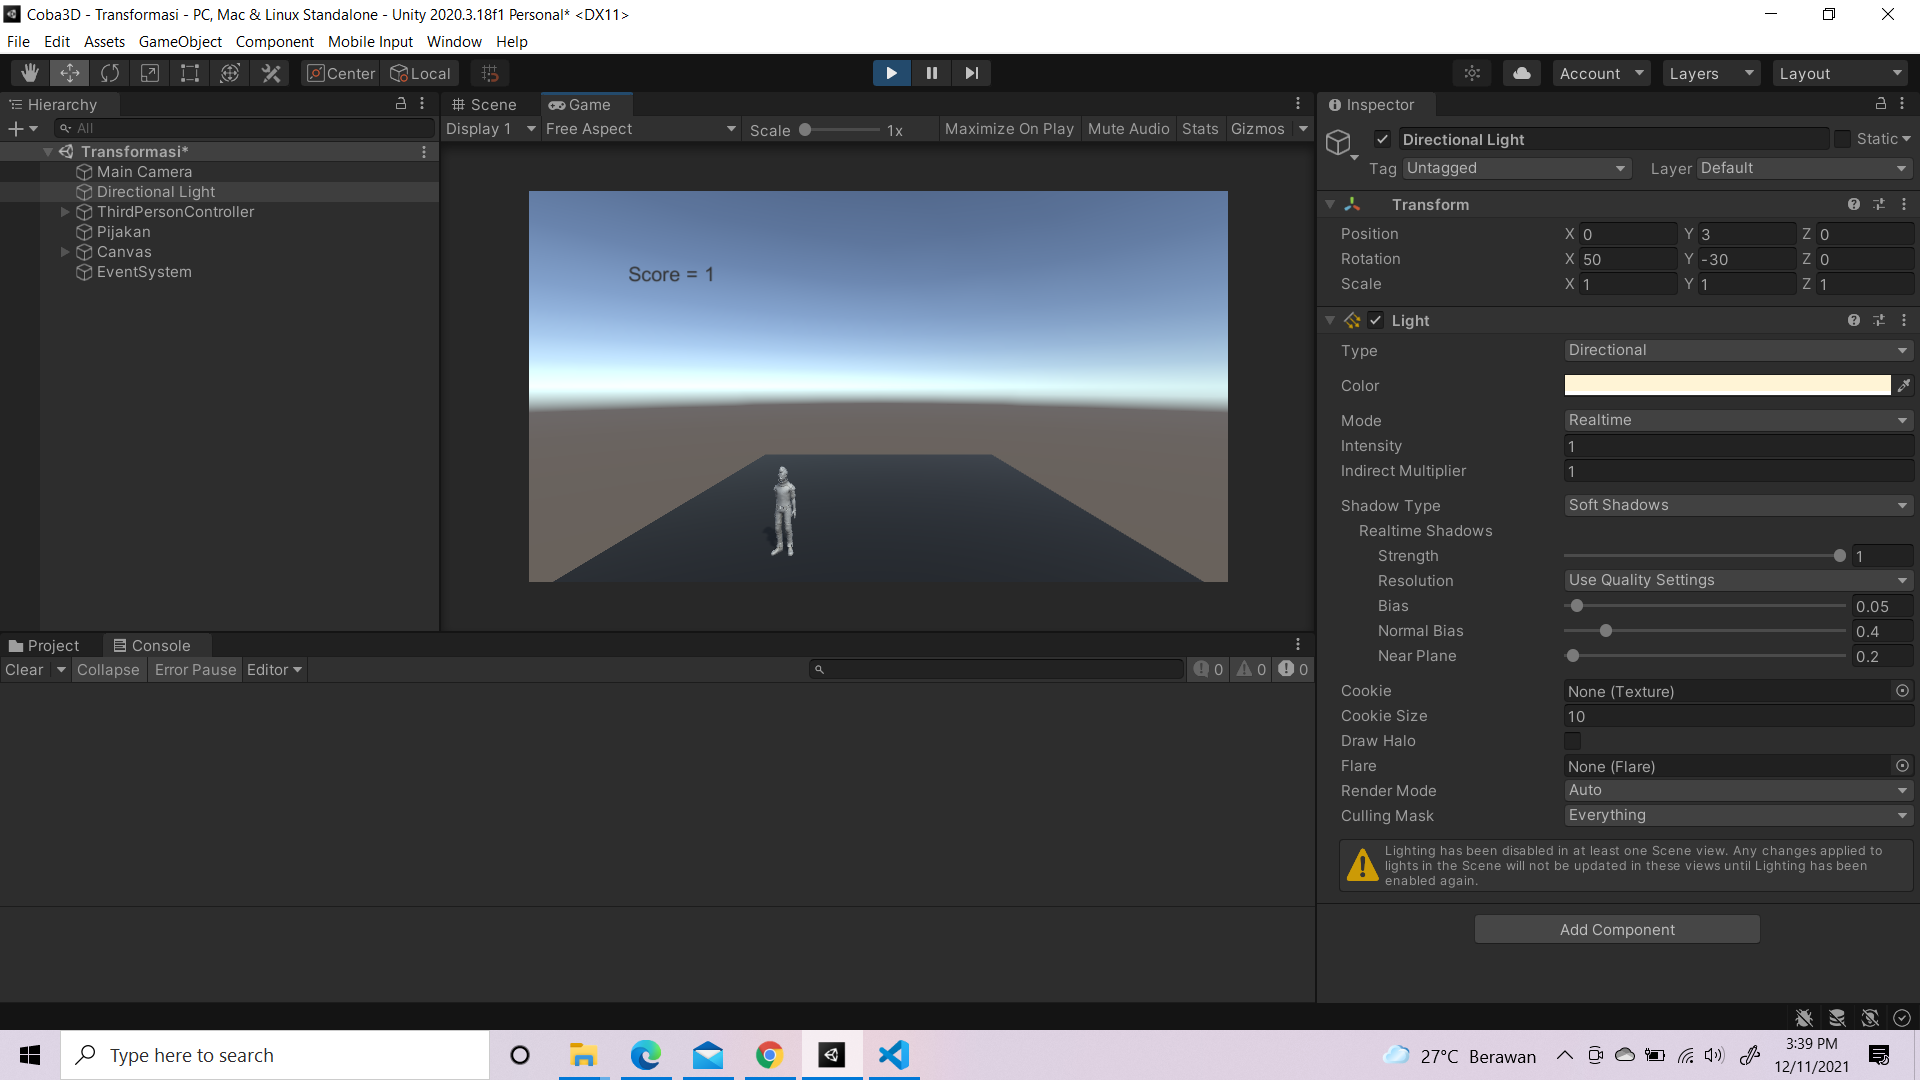 Coba3D - Transformasi - PC, Mac & Linux Standalone - Unity 2020.3.18f1 Personal* <DX11>
File Edit Assets GameObject Component Mobile Input Window Help
Center Local Account Layers Layout
Hierarchy
All
Transformasi*
Main Camera
Directional Light
ThirdPersonController
Pijakan
Canvas
EventSystem
Scene Game
Display 1 Free Aspect Scale 1x Maximize On Play Mute Audio Stats Gizmos
Score = 1
Project Console
Clear Collapse Error Pause Editor 0 0 0
Inspector
Directional Light Static
Tag Untagged Layer Default
Transform
Position X 0 Y 3 Z 0
Rotation X 50 Y -30 Z 0
Scale X 1 Y 1 Z 1
Light
Type Directional
Color
Mode Realtime
Intensity 1
Indirect Multiplier 1
Shadow Type Soft Shadows
Realtime Shadows
Strength 1
Resolution Use Quality Settings
Bias 0.05
Normal Bias 0.4
Near Plane 0.2
Cookie None (Texture)
Cookie Size 10
Draw Halo
Flare None (Flare)
Render Mode Auto
Culling Mask Everything
Lighting has been disabled in at least one Scene view. Any changes applied to
lights in the Scene will not be updated in these views until Lighting has been
enabled again.
Add Component
Type here to search
27°C Berawan
3:39 PM
12/11/2021